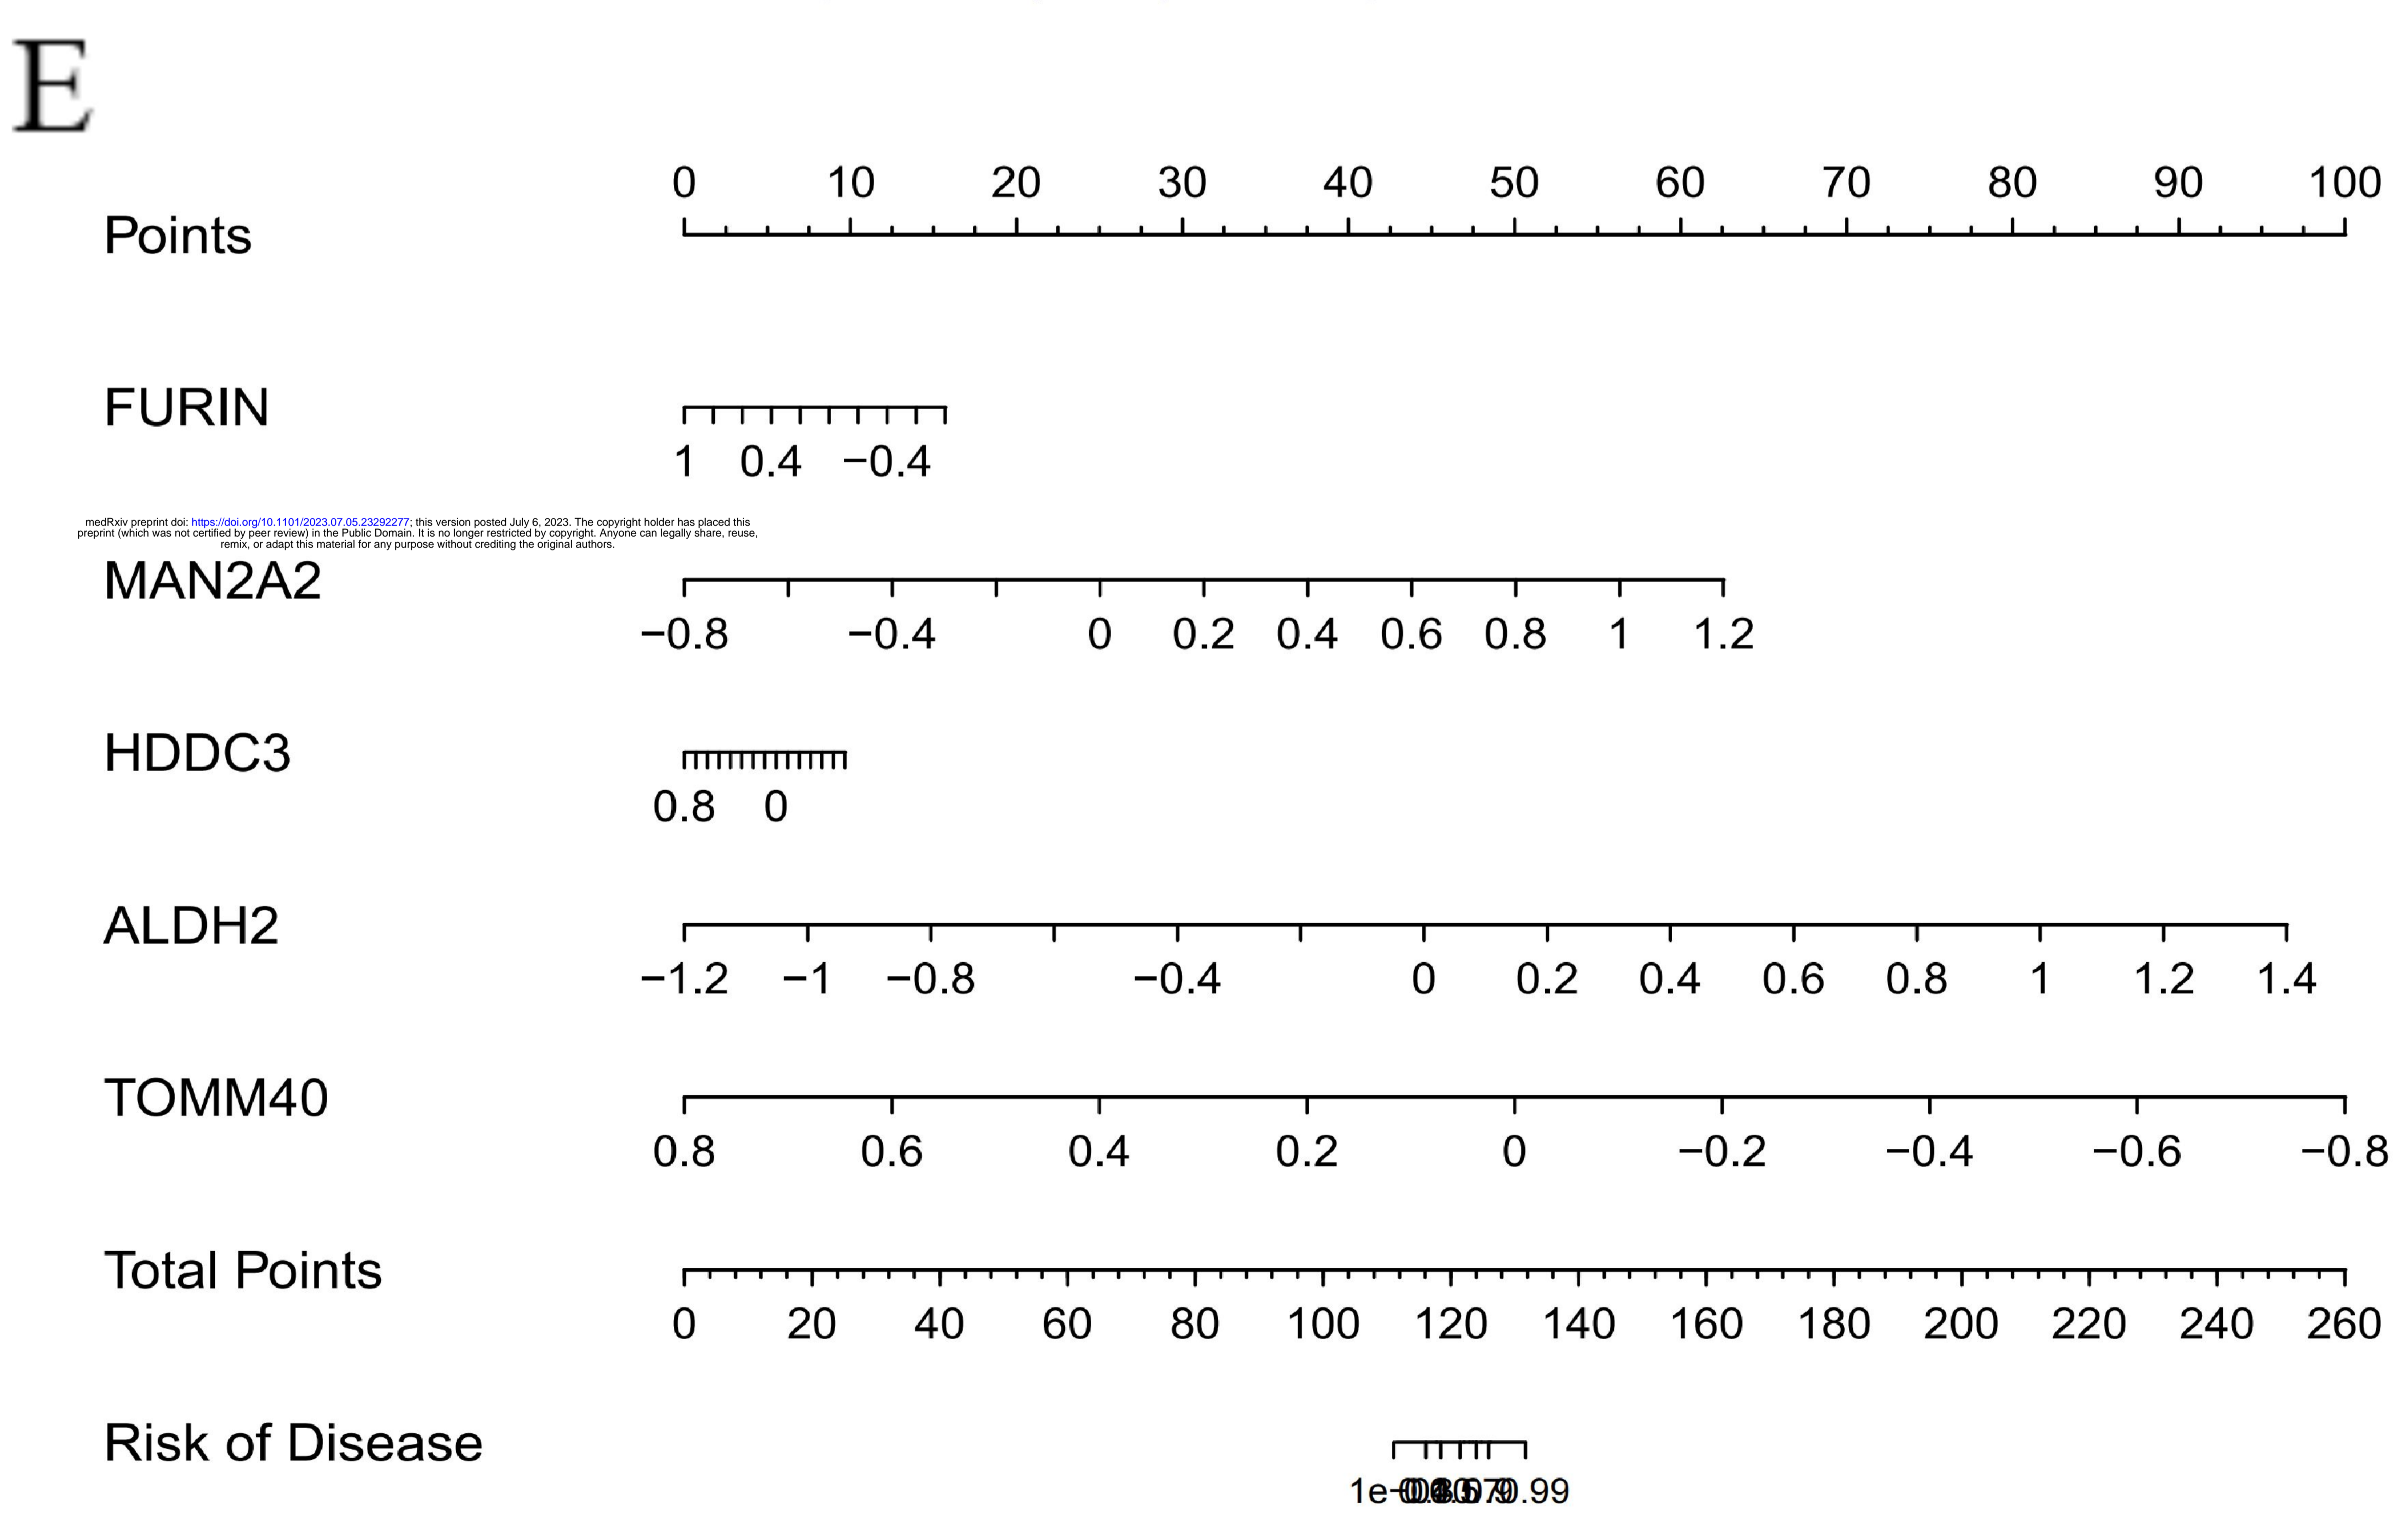 E
0 10 20 30 40 50 60 70 80 90 100
Points
FURIN
1 0.4 −0.4
medRxiv preprint doi: https://doi.org/10.1101/2023.07.05.23292277; this version posted July 6, 2023. The copyright holder has placed this
preprint (which was not certified by peer review) in the Public Domain. It is no longer restricted by copyright. Anyone can legally share, reuse,
remix, or adapt this material for any purpose without crediting the original authors.
MAN2A2
−0.8 −0.4 0 0.2 0.4 0.6 0.8 1 1.2
HDDC3
0.8 0
ALDH2
−1.2 −1 −0.8 −0.4 0 0.2 0.4 0.6 0.8 1 1.2 1.4
TOMM40
0.8 0.6 0.4 0.2 0 −0.2 −0.4 −0.6 −0.8
Total Points
0 20 40 60 80 100 120 140 160 180 200 220 240 260
Risk of Disease